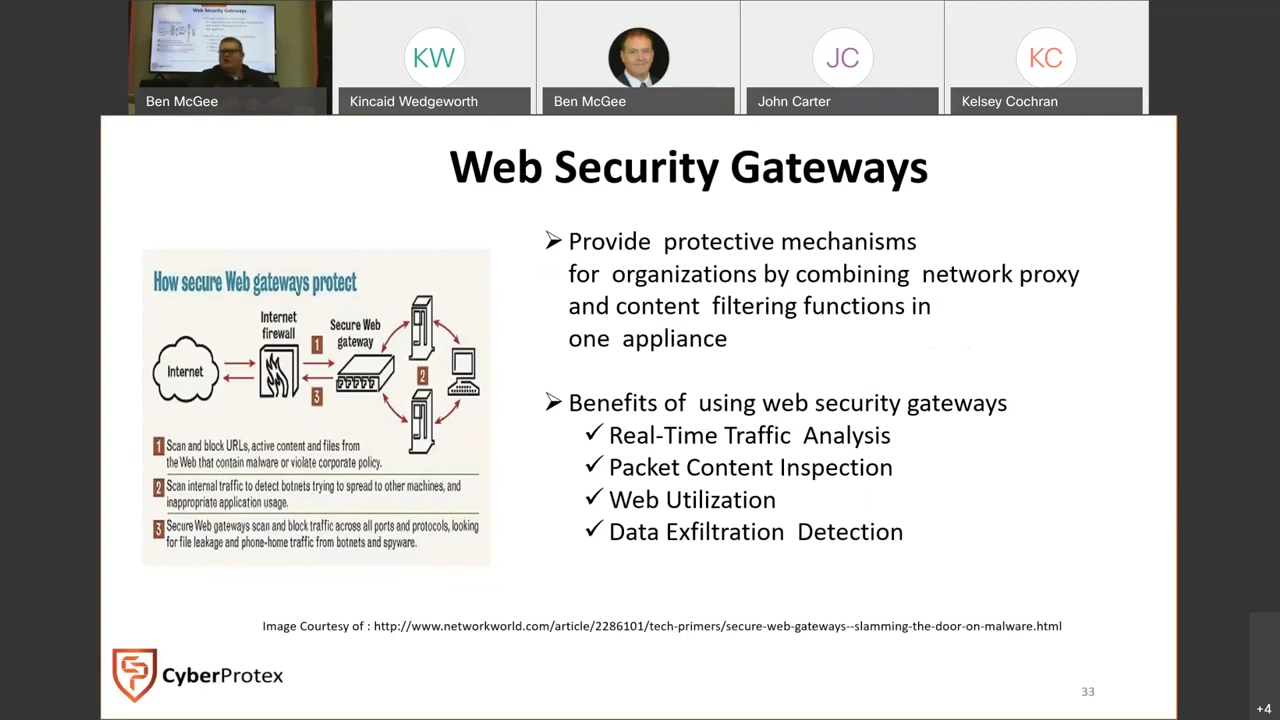 Web Security Gateways
Ben McGee
KW
Kincaid Wedgeworth
Ben McGee
JC
John Carter
KC
Kelsey Cochran
Web Security Gateways
How secure Web gateways protect
Internet
Internet
firewall
Secure Web
gateway
1
2
3
1 Scan and block URLs, active content and files from
the Web that contain malware or violate corporate policy.
2 Scan internal traffic to detect botnets trying to spread to other machines, and
inappropriate application usage.
3 Secure Web gateways scan and block traffic across all ports and protocols, looking
for file leakage and phone-home traffic from botnets and spyware.
➢ Provide protective mechanisms
for organizations by combining network proxy
and content filtering functions in
one appliance
➢ Benefits of using web security gateways
✓ Real-Time Traffic Analysis
✓ Packet Content Inspection
✓ Web Utilization
✓ Data Exfiltration Detection
Image Courtesy of : http://www.networkworld.com/article/2286101/tech-primers/secure-web-gateways--slamming-the-door-on-malware.html
CyberProtex
33
+4